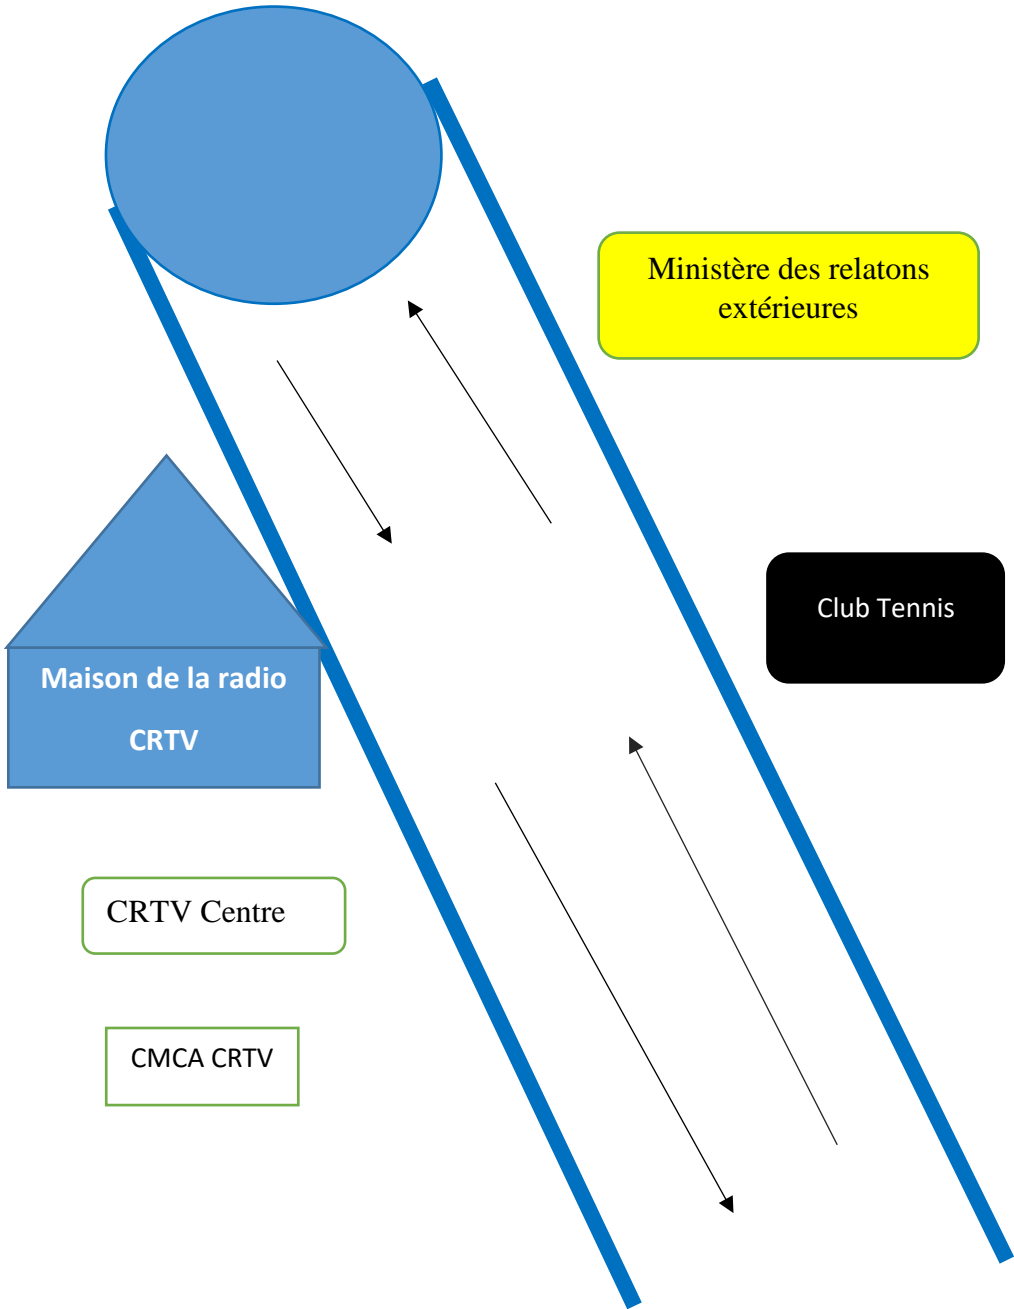 Ministère des relatons
extérieures
Club Tennis
Maison de la radio
CRTV
CRTV Centre
CMCA CRTV